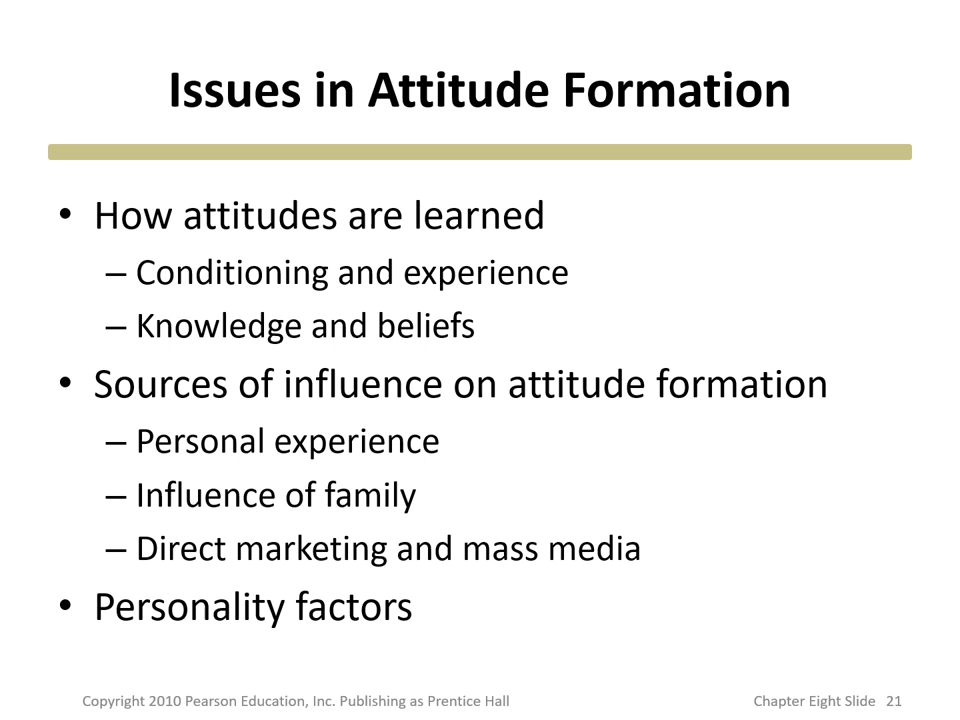 Issues in Attitude Formation
• How attitudes are learned
– Conditioning and experience
– Knowledge and beliefs
• Sources of influence on attitude formation
– Personal experience
– Influence of family
– Direct marketing and mass media
• Personality factors
Copyright 2010 Pearson Education, Inc. Publishing as Prentice Hall
Chapter Eight Slide 21